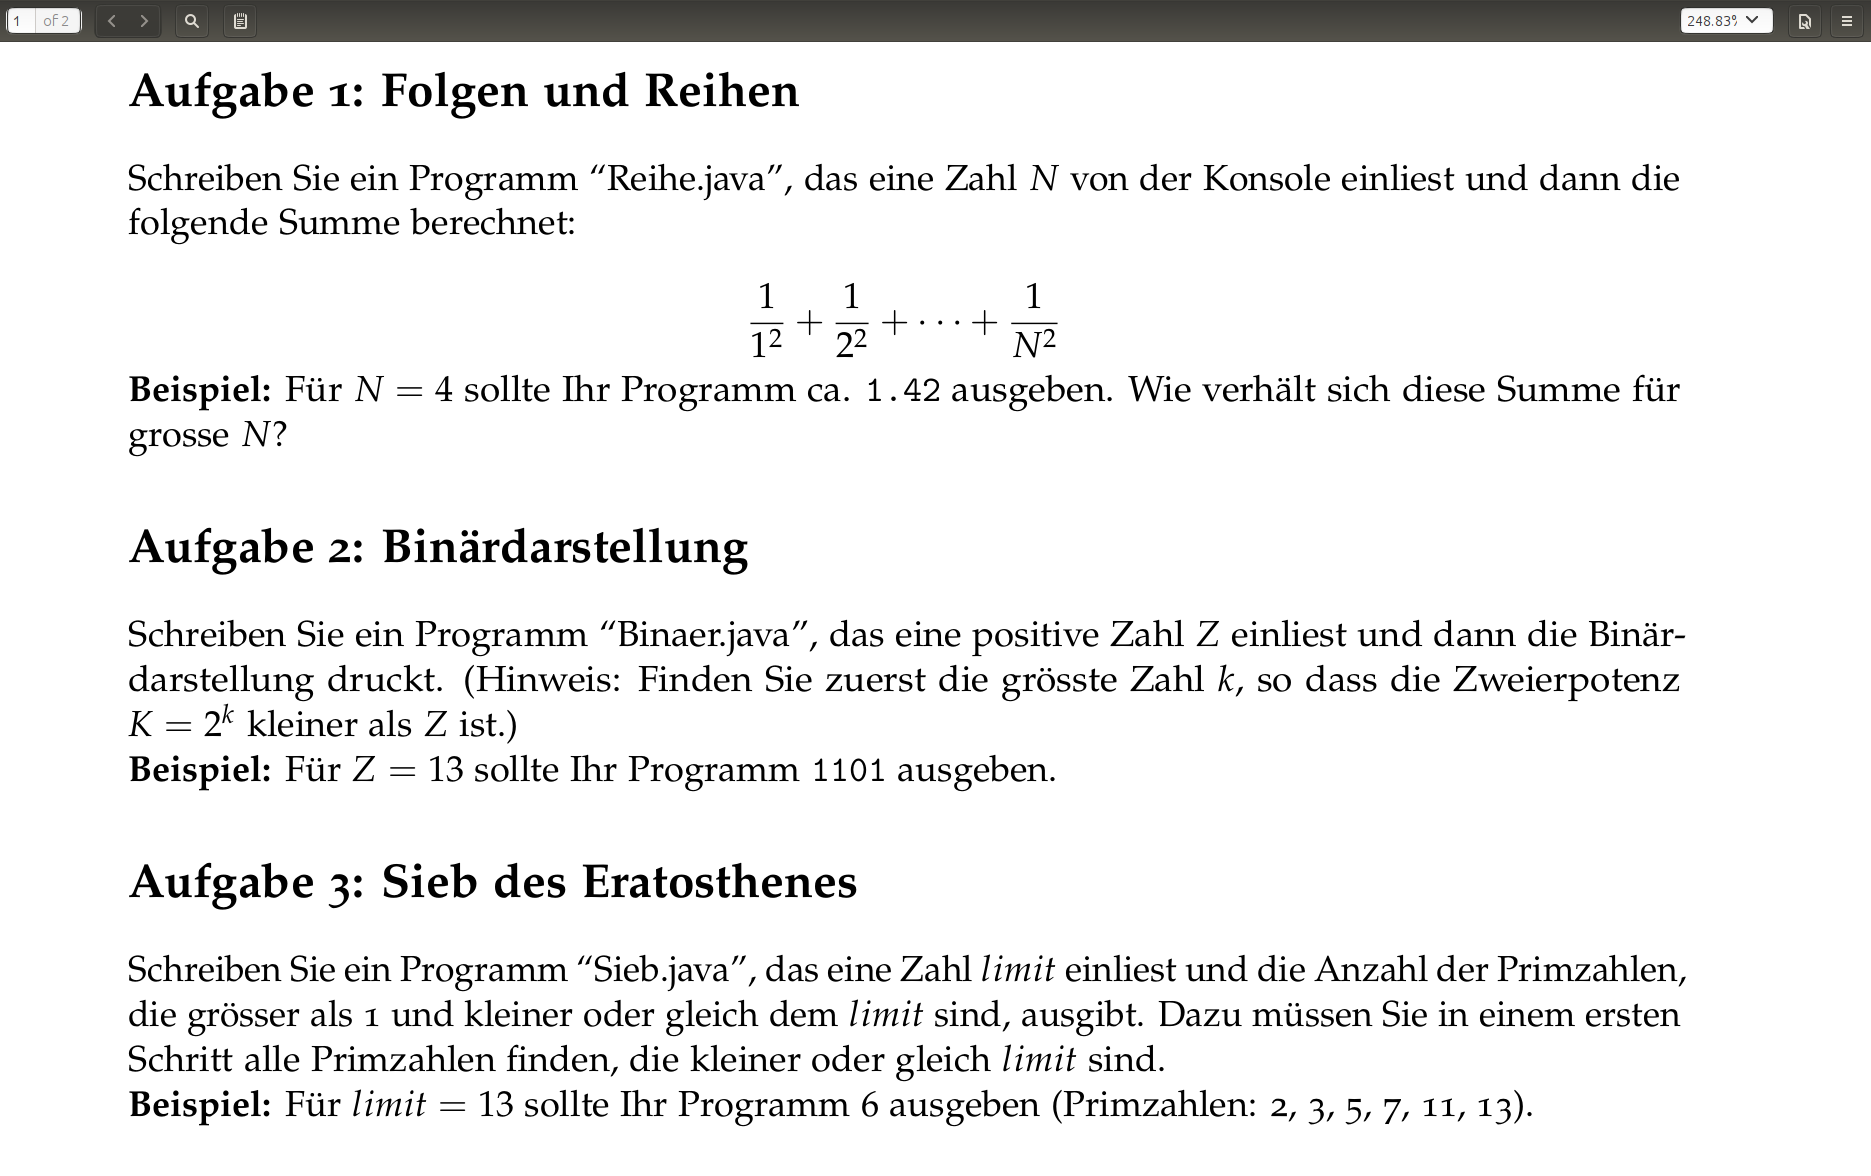 1 of 2 248.83%
Aufgabe 1: Folgen und Reihen
Schreiben Sie ein Programm “Reihe.java”, das eine Zahl N von der Konsole einliest und dann die
folgende Summe berechnet:
1/1² + 1/2² + · · · + 1/N²
Beispiel: Für N = 4 sollte Ihr Programm ca. 1.42 ausgeben. Wie verhält sich diese Summe für
grosse N?
Aufgabe 2: Binärdarstellung
Schreiben Sie ein Programm “Binaer.java”, das eine positive Zahl Z einliest und dann die Binär-
darstellung druckt. (Hinweis: Finden Sie zuerst die grösste Zahl k, so dass die Zweierpotenz
K = 2ᵏ kleiner als Z ist.)
Beispiel: Für Z = 13 sollte Ihr Programm 1101 ausgeben.
Aufgabe 3: Sieb des Eratosthenes
Schreiben Sie ein Programm “Sieb.java”, das eine Zahl limit einliest und die Anzahl der Primzahlen,
die grösser als 1 und kleiner oder gleich dem limit sind, ausgibt. Dazu müssen Sie in einem ersten
Schritt alle Primzahlen finden, die kleiner oder gleich limit sind.
Beispiel: Für limit = 13 sollte Ihr Programm 6 ausgeben (Primzahlen: 2, 3, 5, 7, 11, 13).